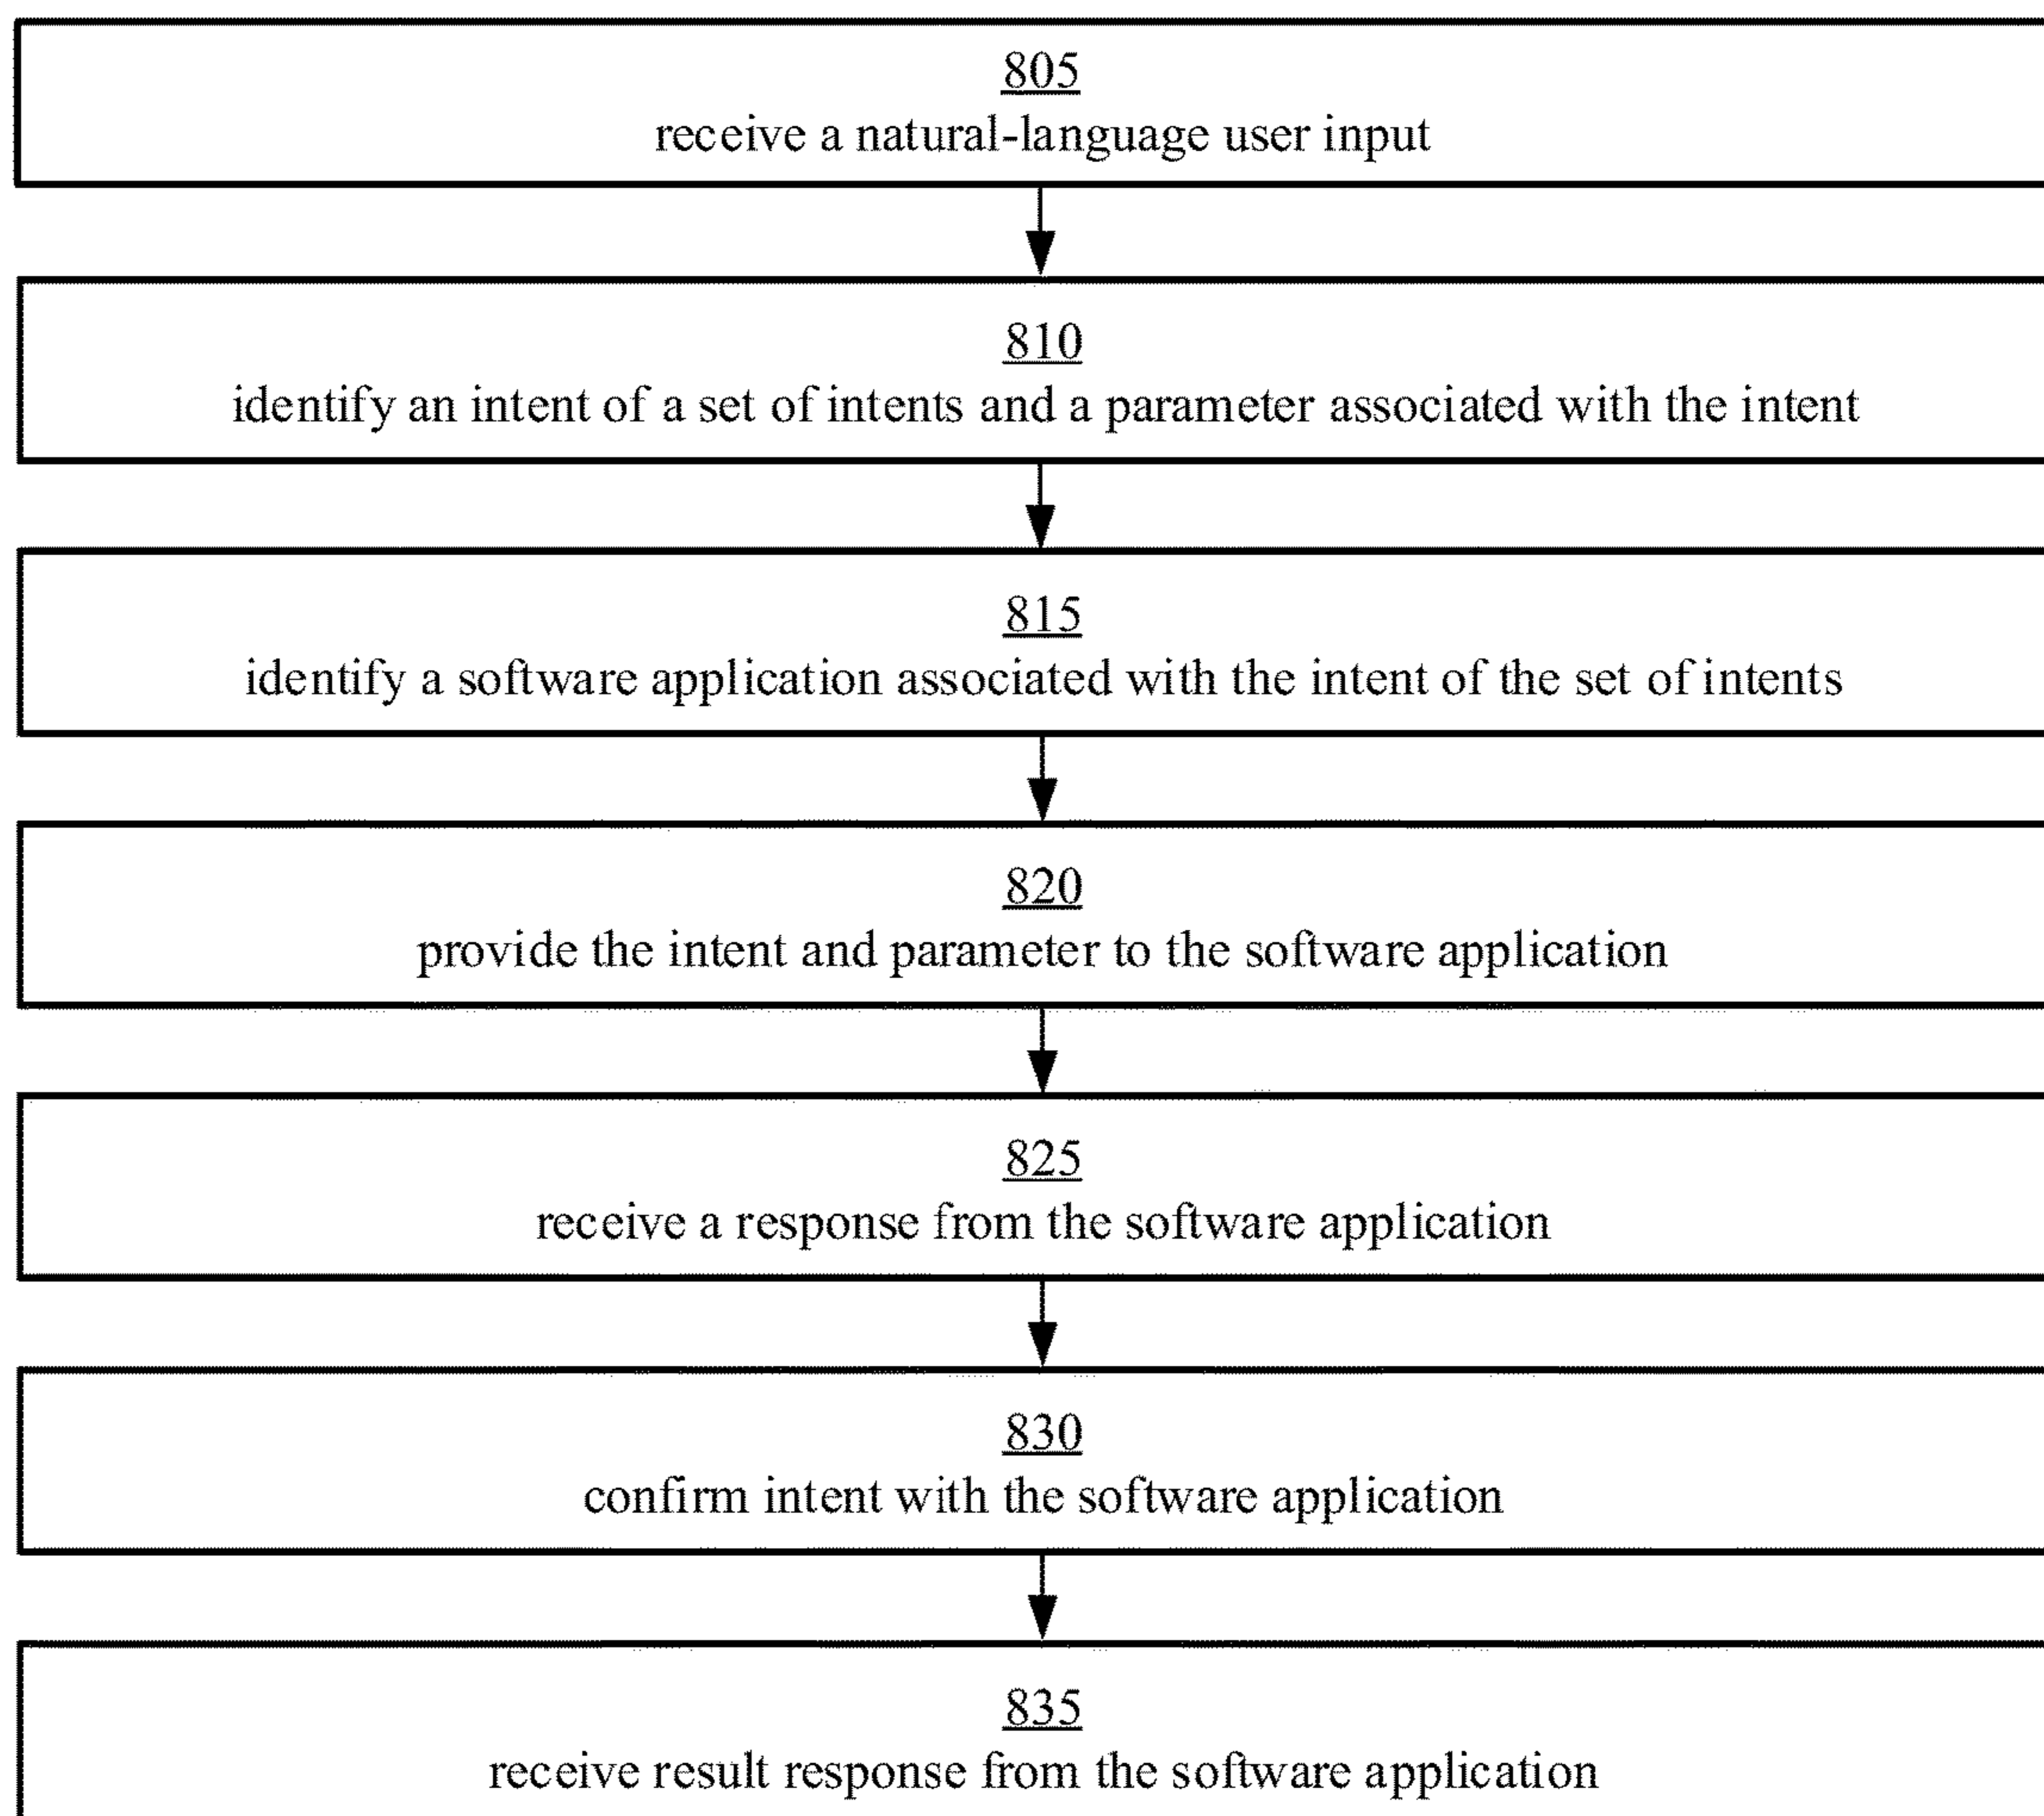 805
receive a natural-language user input
810
identify an intent of a set of intents and a parameter associated with the intent
815
identify a software application associated with the intent of the set of intents
820
provide the intent and parameter to the software application
825
receive a response from the software application
830
confirm intent with the software application
835
receive result response from the software application